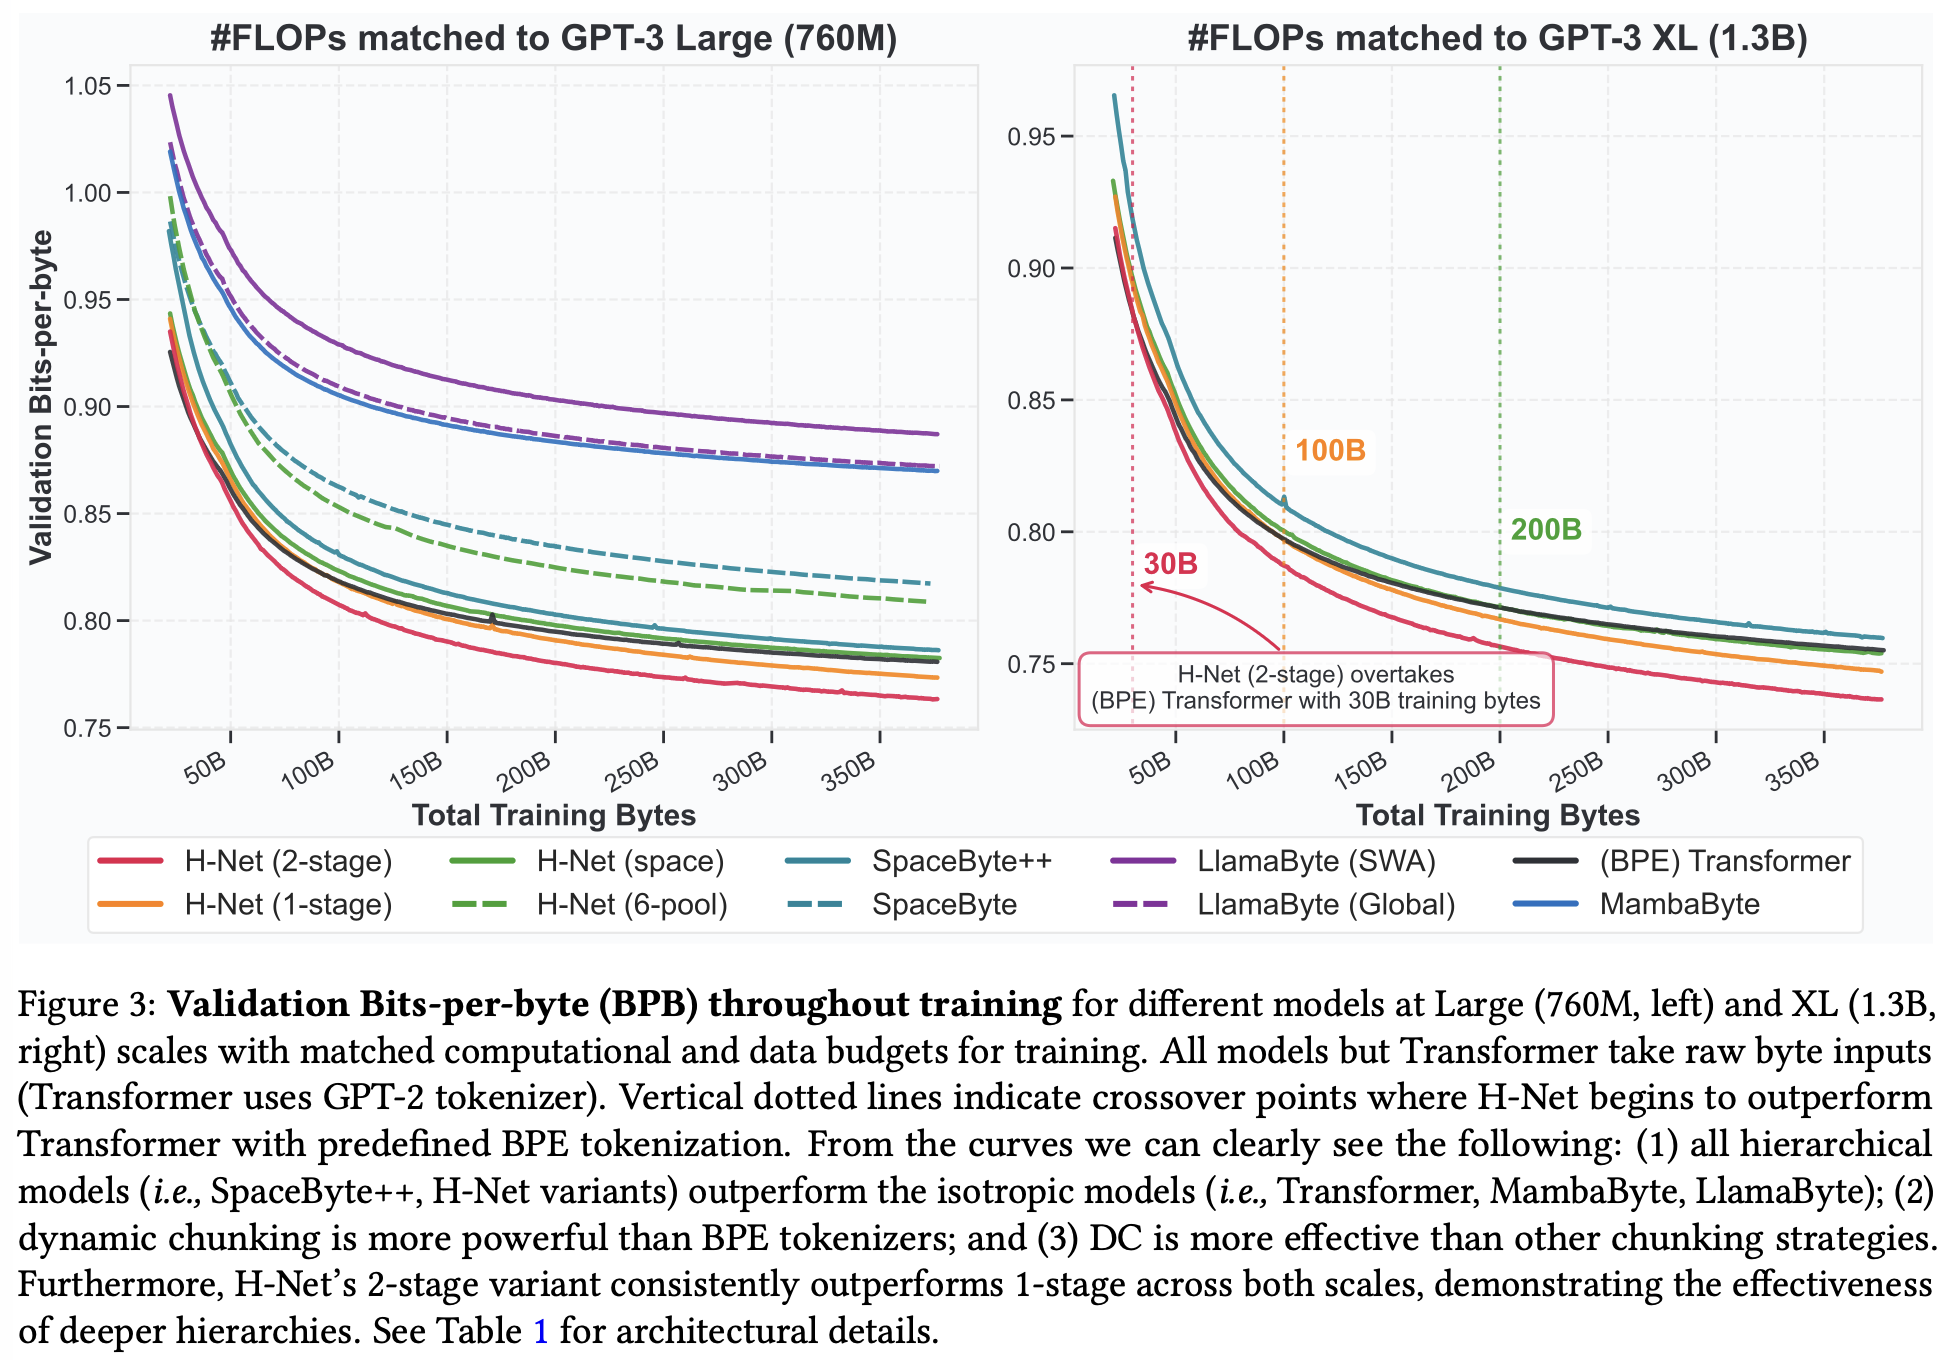 #FLOPs matched to GPT-3 Large (760M)
1.05
1.00
0.95
0.90
0.85
0.80
0.75
Validation Bits-per-byte
50B
100B
150B
200B
250B
300B
350B
Total Training Bytes
#FLOPs matched to GPT-3 XL (1.3B)
0.95
0.90
0.85
0.80
0.75
100B
200B
30B
H-Net (2-stage) overtakes
(BPE) Transformer with 30B training bytes
50B
100B
150B
200B
250B
300B
350B
Total Training Bytes
H-Net (2-stage)
H-Net (space)
SpaceByte++
LlamaByte (SWA)
(BPE) Transformer
H-Net (1-stage)
H-Net (6-pool)
SpaceByte
LlamaByte (Global)
MambaByte
Figure 3: Validation Bits-per-byte (BPB) throughout training for different models at Large (760M, left) and XL (1.3B,
right) scales with matched computational and data budgets for training. All models but Transformer take raw byte inputs
(Transformer uses GPT-2 tokenizer). Vertical dotted lines indicate crossover points where H-Net begins to outperform
Transformer with predefined BPE tokenization. From the curves we can clearly see the following: (1) all hierarchical
models (i.e., SpaceByte++, H-Net variants) outperform the isotropic models (i.e., Transformer, MambaByte, LlamaByte); (2)
dynamic chunking is more powerful than BPE tokenizers; and (3) DC is more effective than other chunking strategies.
Furthermore, H-Net's 2-stage variant consistently outperforms 1-stage across both scales, demonstrating the effectiveness
of deeper hierarchies. See Table 1 for architectural details.